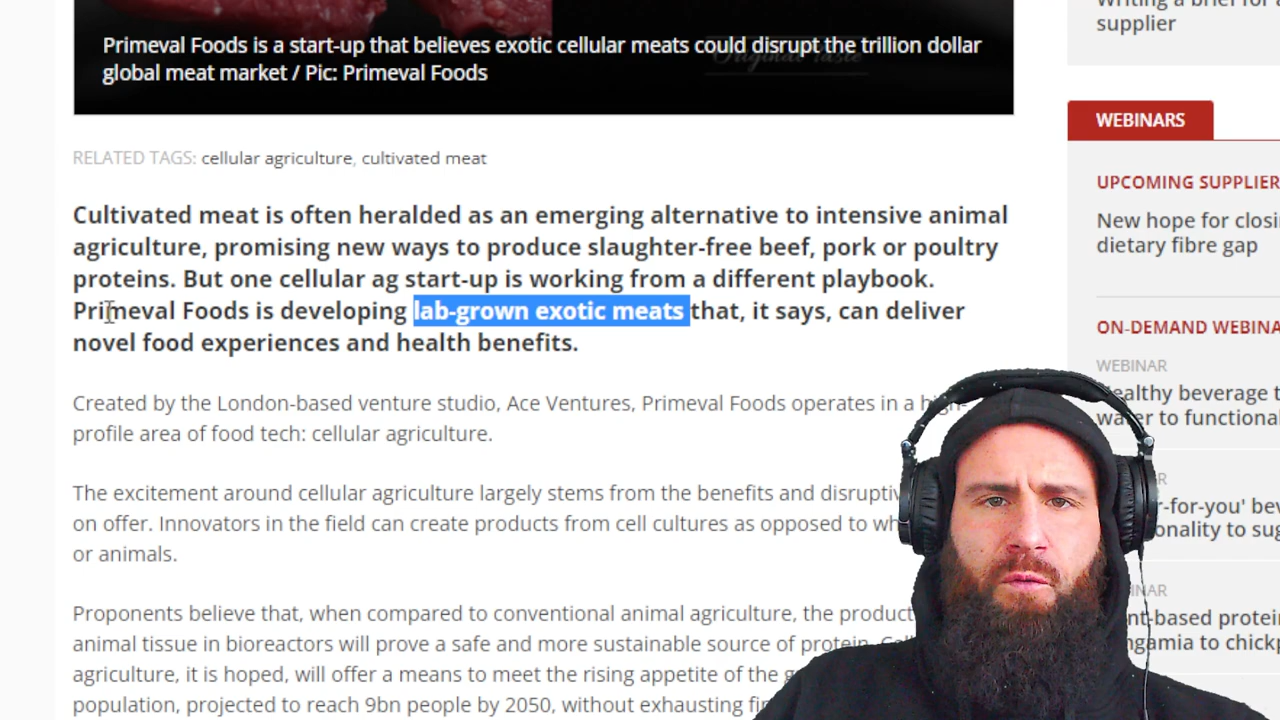 Primeval Foods is a start-up that believes exotic cellular meats could disrupt the trillion dollar
global meat market / Pic: Primeval Foods
Original Taste
RELATED TAGS: cellular agriculture, cultivated meat
Cultivated meat is often heralded as an emerging alternative to intensive animal
agriculture, promising new ways to produce slaughter-free beef, pork or poultry
proteins. But one cellular ag start-up is working from a different playbook.
Primeval Foods is developing lab-grown exotic meats that, it says, can deliver
novel food experiences and health benefits.
Created by the London-based venture studio, Ace Ventures, Primeval Foods operates in a high-
profile area of food tech: cellular agriculture.
The excitement around cellular agriculture largely stems from the benefits and
on offer. Innovators in the field can create products from cell cultures as opposed to
or animals.
Proponents believe that, when compared to conventional animal agriculture, the
animal tissue in bioreactors will prove a safe and more sustainable source of protein.
agriculture, it is hoped, will offer a means to meet the rising appetite of the
population, projected to reach 9bn people by 2050, without exhausting
Writing a brief for a
supplier
WEBINARS
UPCOMING SUPPLIER
New hope for
dietary fibre gap
ON-DEMAND
WEBINAR
Healthy beverage
water to functional